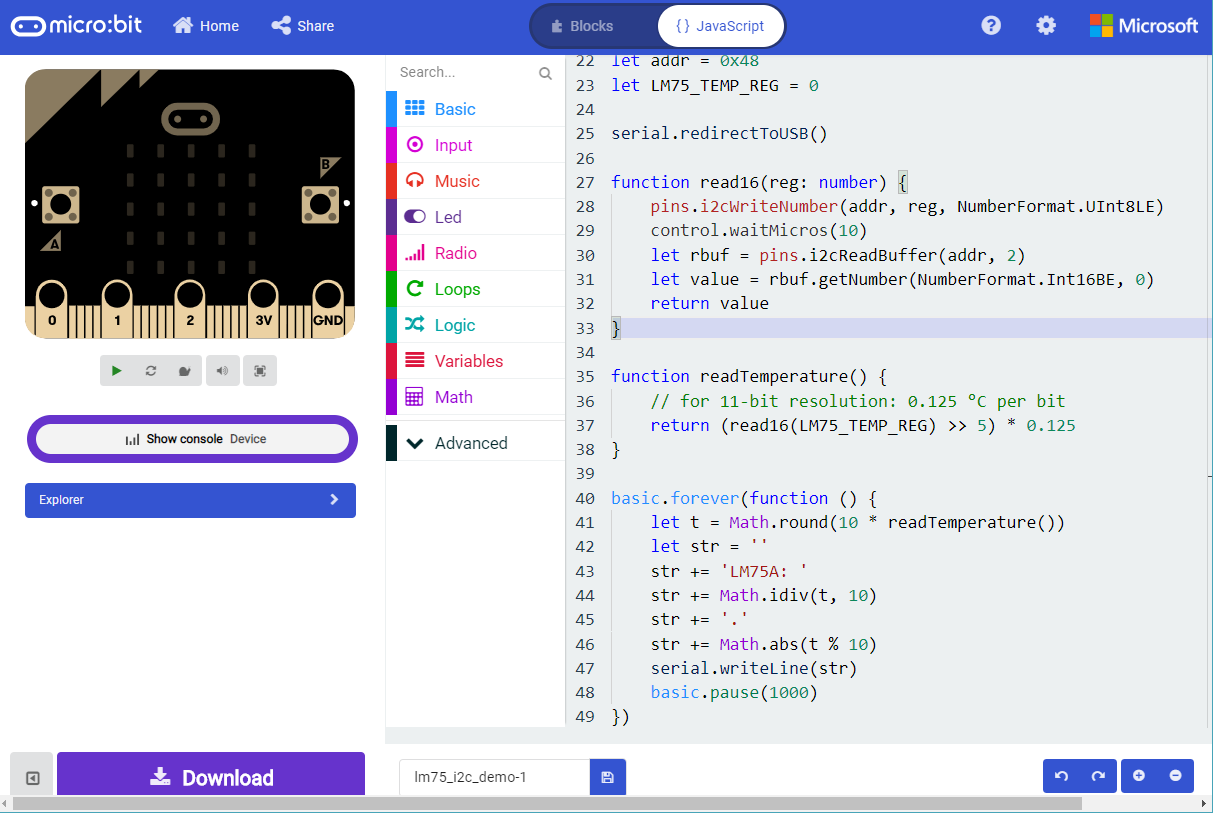 micro:bit
Home
Share
Blocks
{} JavaScript
?
Microsoft
B
A
0 1 2 3V GND
Show console Device
Explorer
Download
Search...
Basic
Input
Music
Led
Radio
Loops
Logic
Variables
Math
Advanced
22 let addr = 0x48
23 let LM75_TEMP_REG = 0
24
25 serial.redirectToUSB()
26
27 function read16(reg: number) {
28     pins.i2cWriteNumber(addr, reg, NumberFormat.UInt8LE)
29     control.waitMicros(10)
30     let rbuf = pins.i2cReadBuffer(addr, 2)
31     let value = rbuf.getNumber(NumberFormat.Int16BE, 0)
32     return value
33 }
34
35 function readTemperature() {
36     // for 11-bit resolution: 0.125 °C per bit
37     return (read16(LM75_TEMP_REG) >> 5) * 0.125
38 }
39
40 basic.forever(function () {
41     let t = Math.round(10 * readTemperature())
42     let str = ''
43     str += 'LM75A: '
44     str += Math.idiv(t, 10)
45     str += '.'
46     str += Math.abs(t % 10)
47     serial.writeLine(str)
48     basic.pause(1000)
49 })
lm75_i2c_demo-1